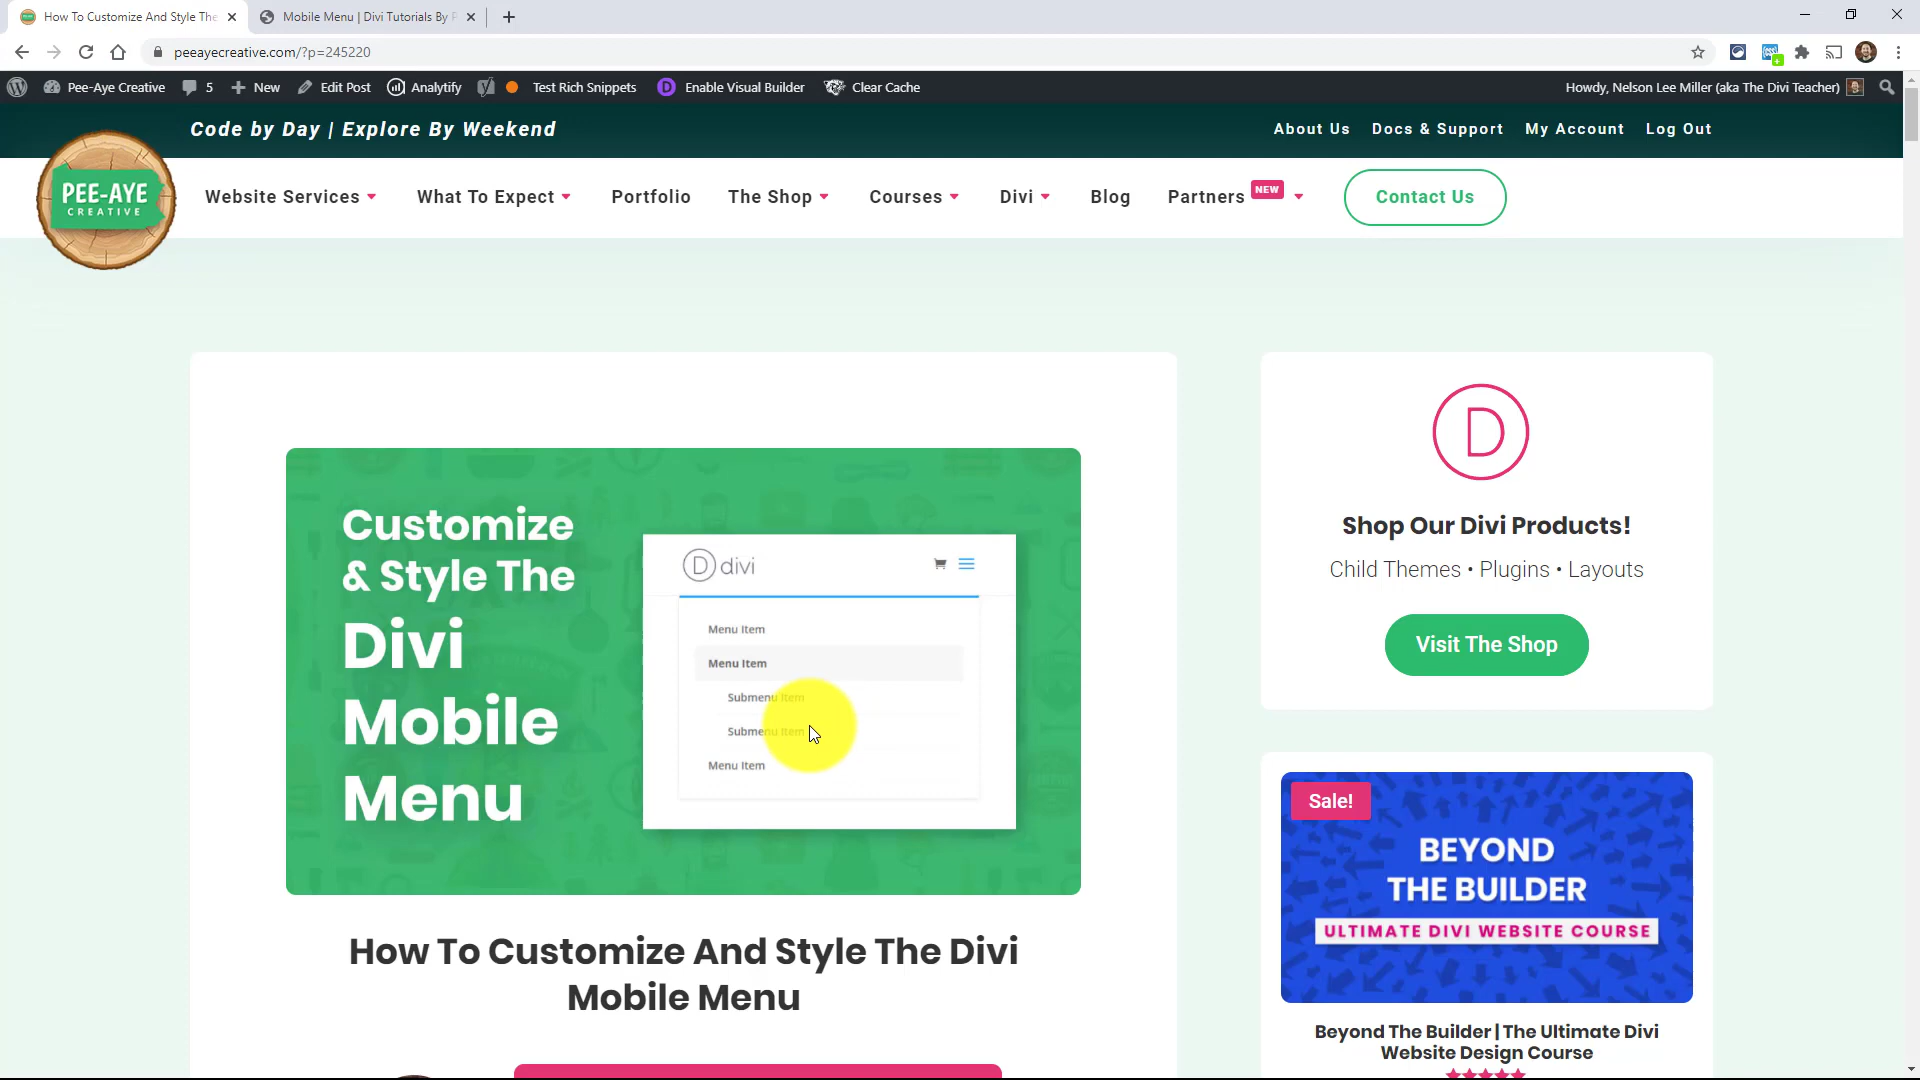 How To Customize And Style The
Mobile Menu | Divi Tutorials By P
peeayecreative.com/?p=245220
Pee-Aye Creative
5
New
Edit Post
Analytify
Test Rich Snippets
Enable Visual Builder
Clear Cache
Howdy, Nelson Lee Miller (aka The Divi Teacher)
Code by Day | Explore By Weekend
About Us
Docs & Support
My Account
Log Out
PEE-AYE
CREATIVE
Website Services
What To Expect
Portfolio
The Shop
Courses
Divi
Blog
Partners
NEW
Contact Us
Customize
& Style The
Divi
Mobile
Menu
D divi
Menu Item
Menu Item
Submenu Item
Submenu Item
Menu Item
How To Customize And Style The Divi
Mobile Menu
D
Shop Our Divi Products!
Child Themes • Plugins • Layouts
Visit The Shop
Sale!
BEYOND
THE BUILDER
ULTIMATE DIVI WEBSITE COURSE
Beyond The Builder | The Ultimate Divi
Website Design Course